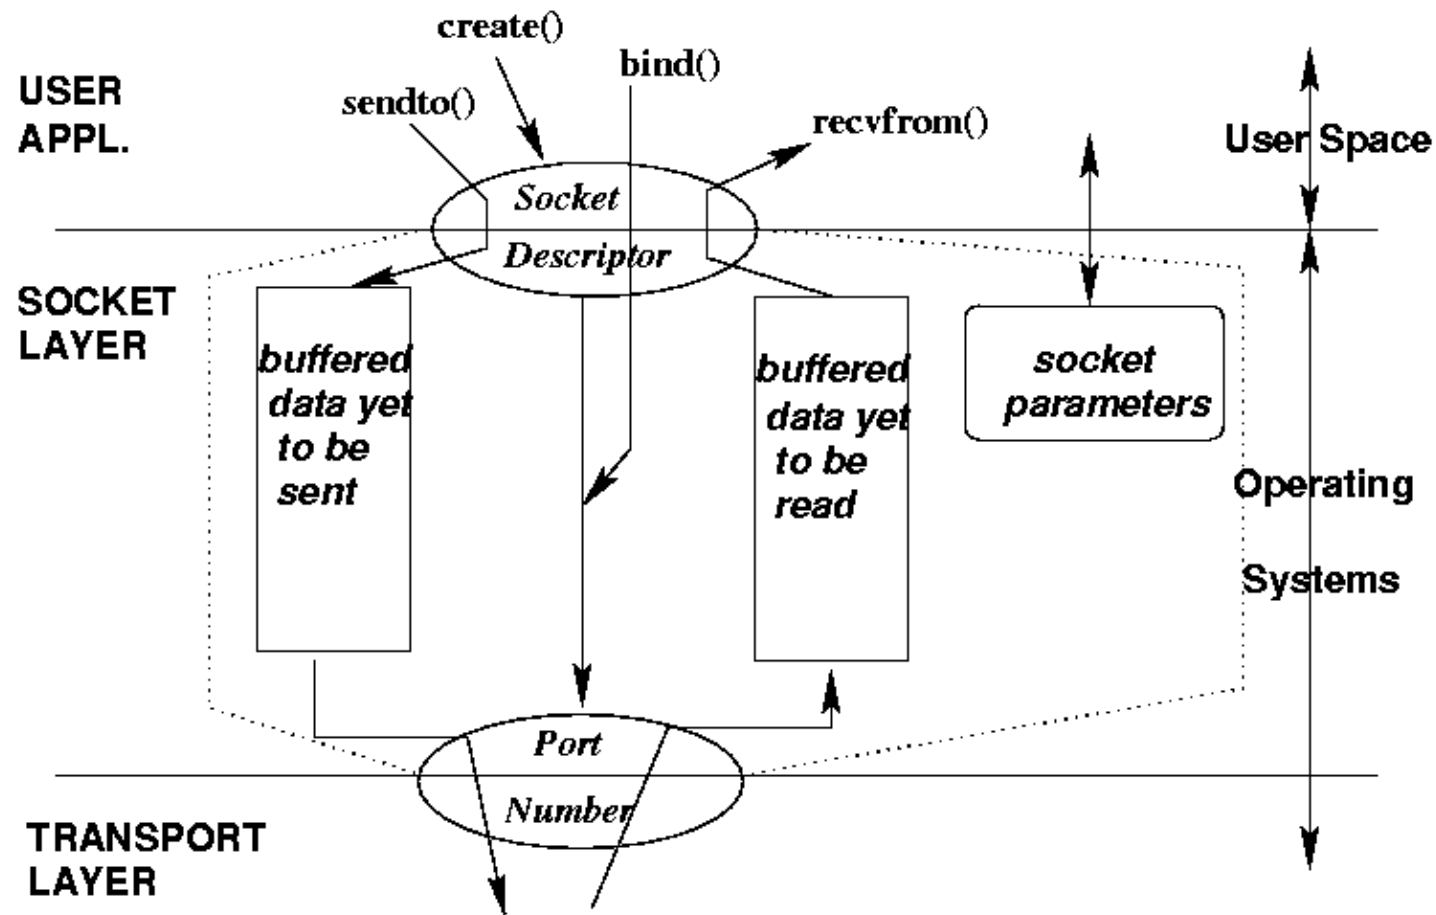 create()
bind()
sendto()
recvfrom()
USER
APPL.
User Space
Socket
Descriptor
SOCKET
LAYER
buffered
data yet
to be
sent
buffered
data yet
to be
read
socket
parameters
Operating
Systems
Port
Number
TRANSPORT
LAYER